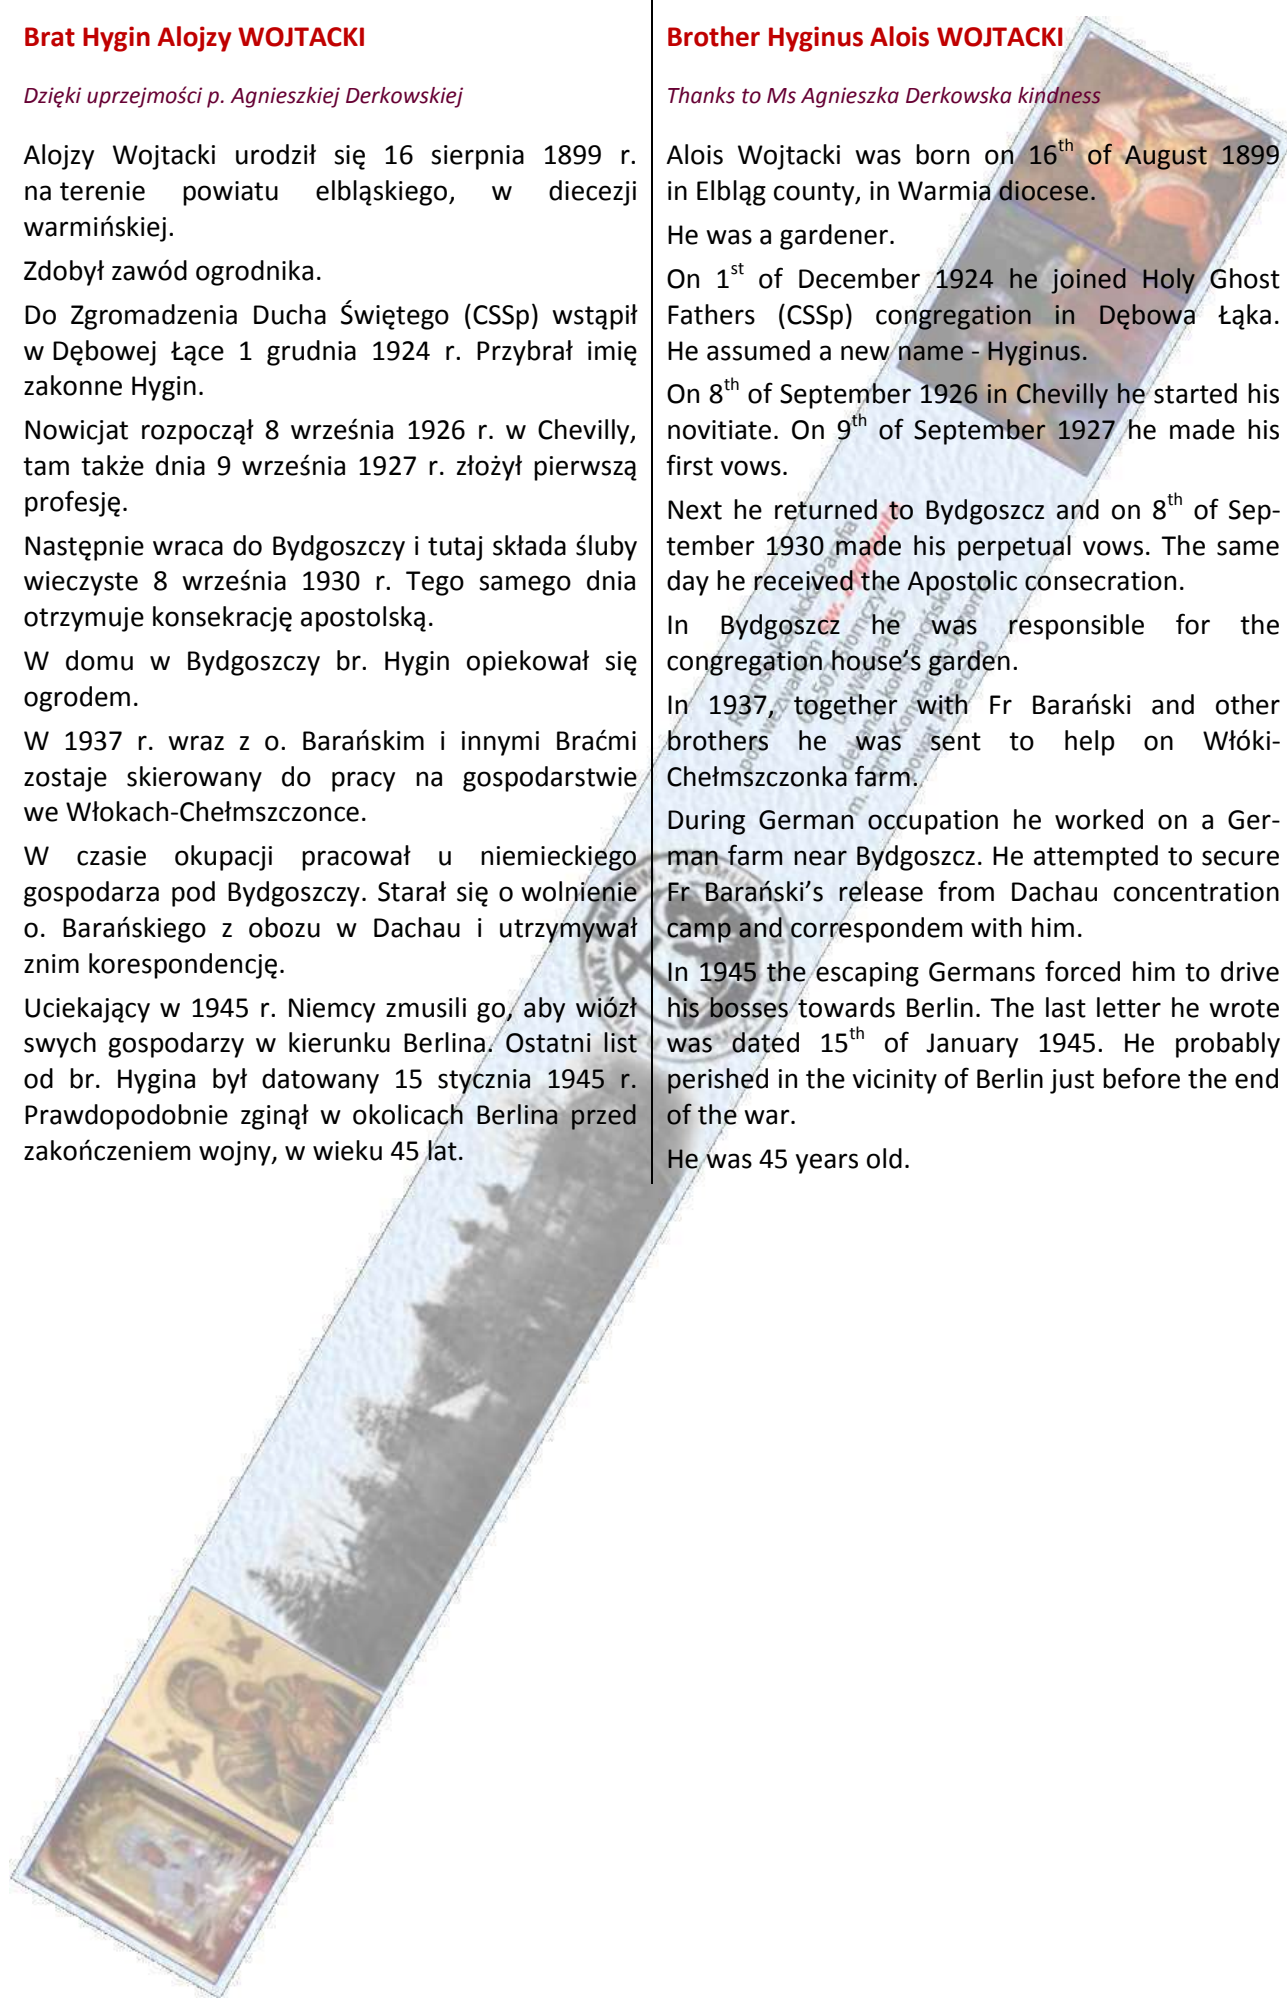 Brat Hygin Alojzy WOJTACKI
Dzięki uprzejmości p. Agnieszkiej Derkowskiej
Alojzy Wojtacki urodził się 16 sierpnia 1899 r.
na terenie powiatu elbląskiego, w diecezji
warmińskiej.
Zdobył zawód ogrodnika.
Do Zgromadzenia Ducha Świętego (CSSp) wstąpił
w Dębowej Łące 1 grudnia 1924 r. Przybrał imię
zakonne Hygin.
Nowicjat rozpoczął 8 września 1926 r. w Chevilly,
tam także dnia 9 września 1927 r. złożył pierwszą
profesję.
Następnie wraca do Bydgoszczy i tutaj składa śluby
wieczyste 8 września 1930 r. Tego samego dnia
otrzymuje konsekrację apostolską.
W domu w Bydgoszczy br. Hygin opiekował się
ogrodem.
W 1937 r. wraz z o. Barańskim i innymi Braćmi
zostaje skierowany do pracy na gospodarstwie
we Włokach-Chełmszczonce.
W czasie okupacji pracował u niemieckiego
gospodarza pod Bydgoszczy. Starał się o wolnienie
o. Barańskiego z obozu w Dachau i utrzymywał
znim korespondencję.
Uciekający w 1945 r. Niemcy zmusili go, aby wiózł
swych gospodarzy w kierunku Berlina. Ostatni list
od br. Hygina był datowany 15 stycznia 1945 r.
Prawdopodobnie zginął w okolicach Berlina przed
zakończeniem wojny, w wieku 45 lat.
Brother Hyginus Alois WOJTACKI
Thanks to Ms Agnieszka Derkowska kindness
Alois Wojtacki was born on 16th of August 1899
in Elbląg county, in Warmia diocese.
He was a gardener.
On 1st of December 1924 he joined Holy Ghost
Fathers (CSSp) congregation in Dębowa Łąka.
He assumed a new name - Hyginus.
On 8th of September 1926 in Chevilly he started his
novitiate. On 9th of September 1927 he made his
first vows.
Next he returned to Bydgoszcz and on 8th of Sep-
tember 1930 made his perpetual vows. The same
day he received the Apostolic consecration.
In Bydgoszcz he was responsible for the
congregation house's garden.
In 1937, together with Fr Barański and other
brothers he was sent to help on Włóki-
Chełmszczonka farm.
During German occupation he worked on a Ger-
man farm near Bydgoszcz. He attempted to secure
Fr Barański's release from Dachau concentration
camp and correspondem with him.
In 1945 the escaping Germans forced him to drive
his bosses towards Berlin. The last letter he wrote
was dated 15th of January 1945. He probably
perished in the vicinity of Berlin just before the end
of the war.
He was 45 years old.